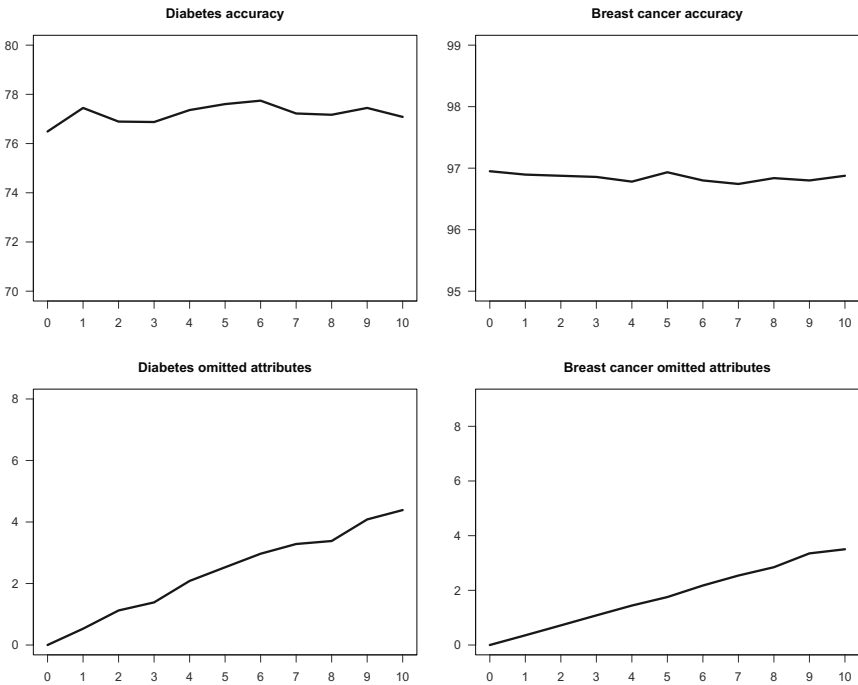 Diabetes accuracy
80
78
76
74
72
70
0 1 2 3 4 5 6 7 8 9 10
Breast cancer accuracy
99
98
97
96
95
0 1 2 3 4 5 6 7 8 9 10
Diabetes omitted attributes
8
6
4
2
0
0 1 2 3 4 5 6 7 8 9 10
Breast cancer omitted attributes
8
6
4
2
0
0 1 2 3 4 5 6 7 8 9 10